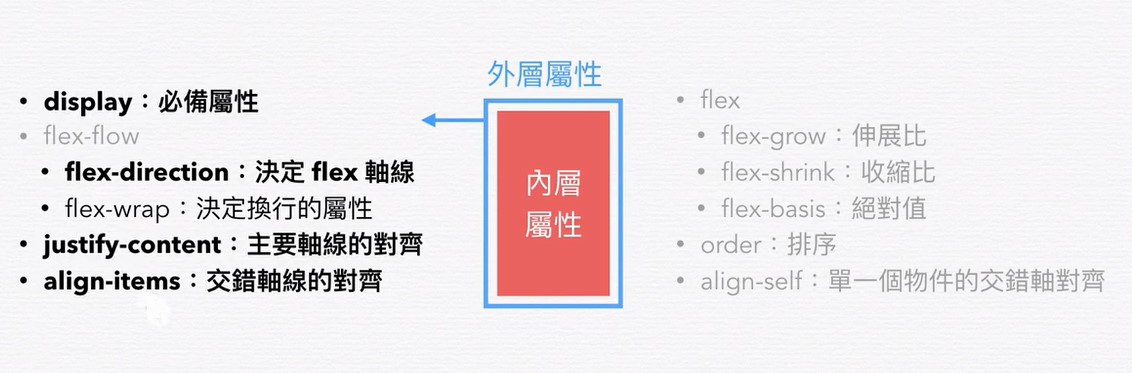 外層屬性
• display：必備屬性
• flex-flow
• flex-direction：決定 flex 軸線
• flex-wrap：決定換行的屬性
• justify-content：主要軸線的對齊
• align-items：交錯軸線的對齊
內層
屬性
• flex
• flex-grow：伸展比
• flex-shrink：收縮比
• flex-basis：絕對值
• order：排序
• align-self：單一個物件的交錯軸對齊